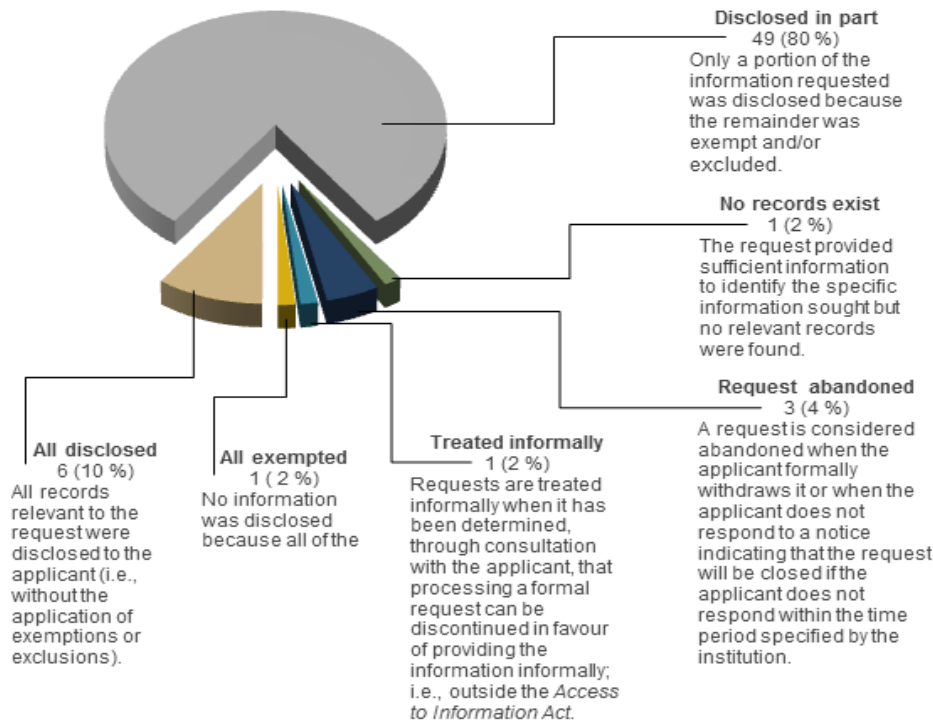 Disclosed in part
49 (80 %)
Only a portion of the
information requested
was disclosed because
the remainder was
exempt and/or
excluded.
No records exist
1 (2 %)
The request provided
sufficient information
to identify the specific
information sought but
no relevant records
were found.
Request abandoned
3 (4 %)
A request is considered
abandoned when the
applicant formally
withdraws it or when the
applicant does not
respond to a notice
indicating that the request
will be closed if the
applicant does not
respond within the time
period specified by the
institution.
Treated informally
1 (2 %)
Requests are treated
informally when it has
been determined,
through consultation
with the applicant, that
processing a formal
request can be
discontinued in favour
of providing the
information informally;
i.e., outside the Access
to Information Act.
All exempted
1 ( 2 %)
No information
was disclosed
because all of the
All disclosed
6 (10 %)
All records
relevant to the
request were
disclosed to the
applicant (i.e.,
without the
application of
exemptions or
exclusions).